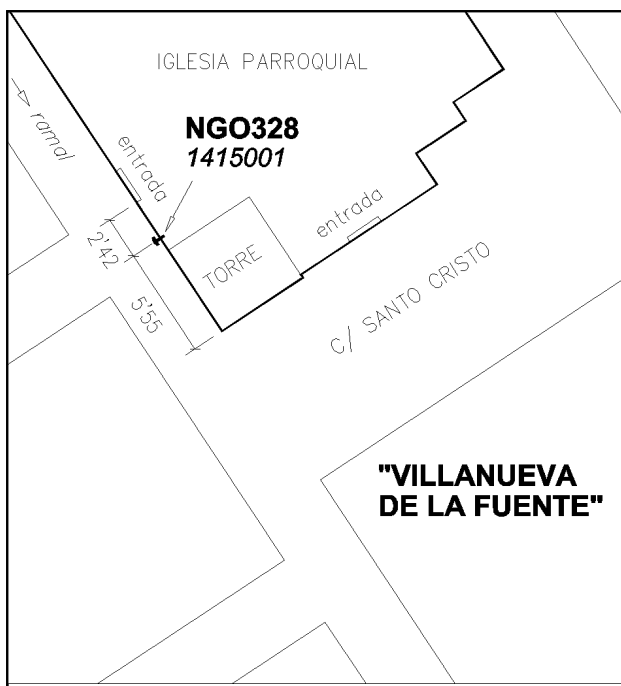 IGLESIA PARROQUIAL
ramal
NGO328
1415001
entrada
2'42
5'55
TORRE
entrada
C/ SANTO CRISTO
"VILLANUEVA
DE LA FUENTE"